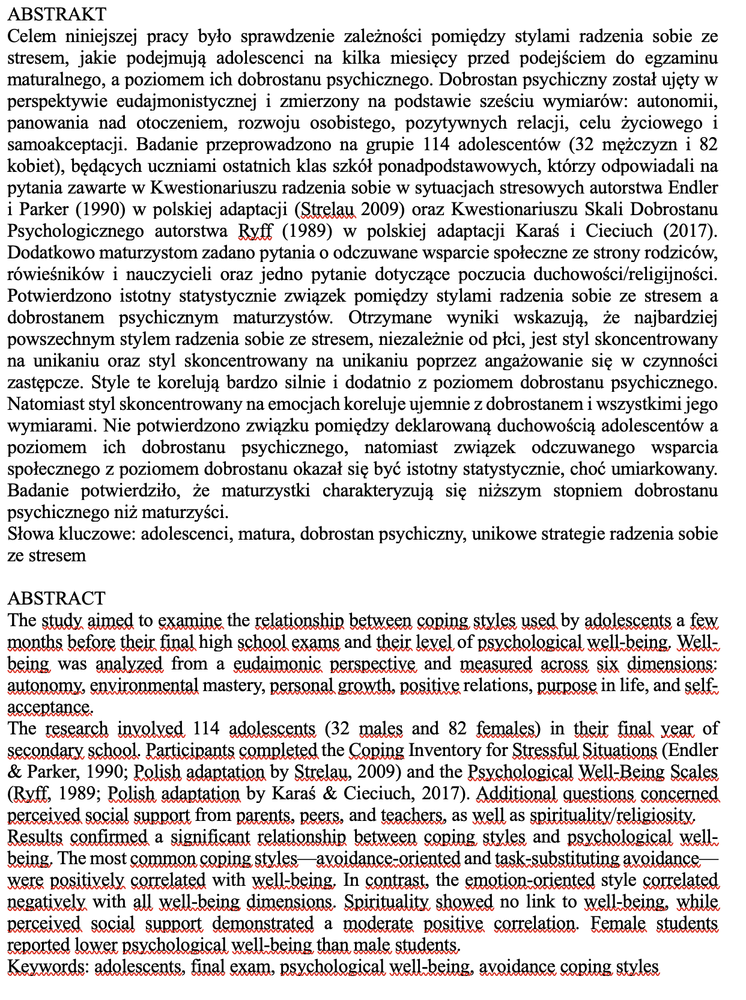 ABSTRAKT
Celem niniejszej pracy było sprawdzenie zależności pomiędzy stylami radzenia sobie ze
stresem, jakie podejmują adolescenci na kilka miesięcy przed podejściem do egzaminu
maturalnego, a poziomem ich dobrostanu psychicznego. Dobrostan psychiczny został ujęty w
perspektywie eudajmonistycznej i zmierzony na podstawie sześciu wymiarów: autonomii,
panowania nad otoczeniem, rozwoju osobistego, pozytywnych relacji, celu życiowego i
samoakceptacji. Badanie przeprowadzono na grupie 114 adolescentów (32 mężczyzn i 82
kobiet), będących uczniami ostatnich klas szkół ponadpodstawowych, którzy odpowiadali na
pytania zawarte w Kwestionariuszu radzenia sobie w sytuacjach stresowych autorstwa Endler
i Parker (1990) w polskiej adaptacji (Strelau 2009) oraz Kwestionariuszu Skali Dobrostanu
Psychologicznego autorstwa Ryff (1989) w polskiej adaptacji Karaś i Cieciuch (2017).
Dodatkowo maturzystom zadano pytania o odczuwane wsparcie społeczne ze strony rodziców,
rówieśników i nauczycieli oraz jedno pytanie dotyczące poczucia duchowości/religijności.
Potwierdzono istotny statystycznie związek pomiędzy stylami radzenia sobie ze stresem a
dobrostanem psychicznym maturzystów. Otrzymane wyniki wskazują, że najbardziej
powszechnym stylem radzenia sobie ze stresem, niezależnie od płci, jest styl skoncentrowany
na unikaniu oraz styl skoncentrowany na unikaniu poprzez angażowanie się w czynności
zastępcze. Style te korelują bardzo silnie i dodatnio z poziomem dobrostanu psychicznego.
Natomiast styl skoncentrowany na emocjach koreluje ujemnie z dobrostanem i wszystkimi jego
wymiarami. Nie potwierdzono związku pomiędzy deklarowaną duchowością adolescentów a
poziomem ich dobrostanu psychicznego, natomiast związek odczuwanego wsparcia
społecznego z poziomem dobrostanu okazał się być istotny statystycznie, choć umiarkowany.
Badanie potwierdziło, że maturzystki charakteryzują się niższym stopniem dobrostanu
psychicznego niż maturzyści.
Słowa kluczowe: adolescenci, matura, dobrostan psychiczny, unikowe strategie radzenia sobie
ze stresem
ABSTRACT
The study aimed to examine the relationship between coping styles used by adolescents a few
months before their final high school exams and their level of psychological well-being. Well-
being was analyzed from a eudaimonic perspective and measured across six dimensions:
autonomy, environmental mastery, personal growth, positive relations, purpose in life, and self-
acceptance.
The research involved 114 adolescents (32 males and 82 females) in their final year of
secondary school. Participants completed the Coping Inventory for Stressful Situations (Endler
& Parker, 1990; Polish adaptation by Strelau, 2009) and the Psychological Well-Being Scales
(Ryff, 1989; Polish adaptation by Karaś & Cieciuch, 2017). Additional questions concerned
perceived social support from parents, peers, and teachers, as well as spirituality/religiosity.
Results confirmed a significant relationship between coping styles and psychological well-
being. The most common coping styles—avoidance-oriented and task-substituting avoidance—
were positively correlated with well-being. In contrast, the emotion-oriented style correlated
negatively with all well-being dimensions. Spirituality showed no link to well-being, while
perceived social support demonstrated a moderate positive correlation. Female students
reported lower psychological well-being than male students.
Keywords: adolescents, final exam, psychological well-being, avoidance coping styles